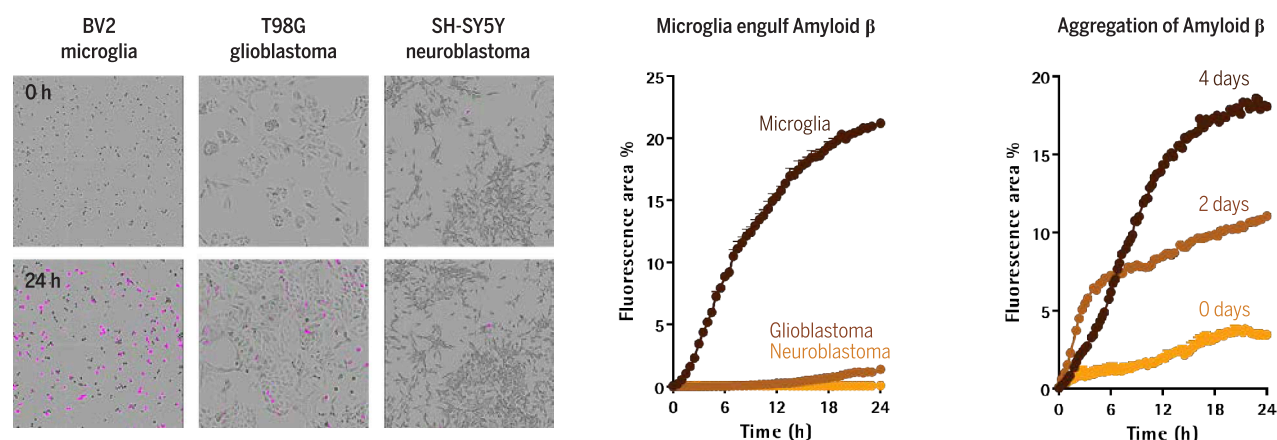 BV2
microglia
T98G
glioblastoma
SH-SY5Y
neuroblastoma
0 h
24 h
Microglia engulf Amyloid β
Fluorescence area %
25
20
15
10
5
0
Microglia
Glioblastoma
Neuroblastoma
0 6 12 18 24
Time (h)
Aggregation of Amyloid β
Fluorescence area %
20
15
10
5
0
4 days
2 days
0 days
0 6 12 18 24
Time (h)